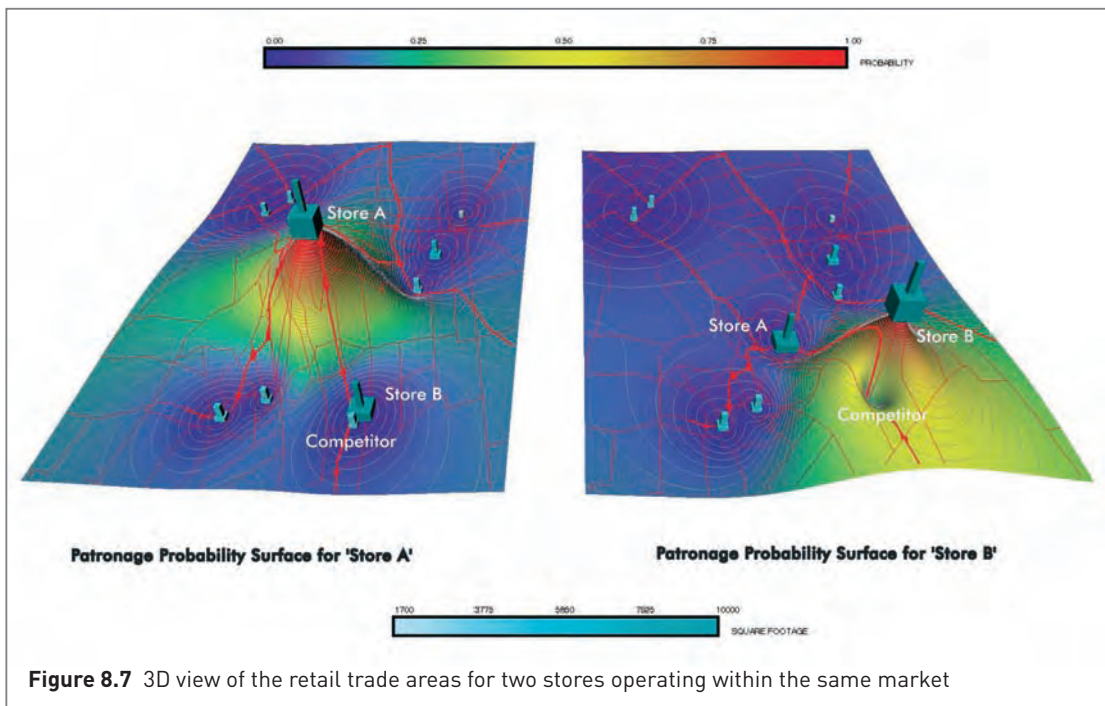 0.00 0.25 0.50 0.75 1.00
PROBABILITY
Store A
Store B
Competitor
Store A
Store B
Competitor
Patronage Probability Surface for 'Store A'
Patronage Probability Surface for 'Store B'
1700 3775 5850 7925 10000
SQUARE FOOTAGE
Figure 8.7 3D view of the retail trade areas for two stores operating within the same market